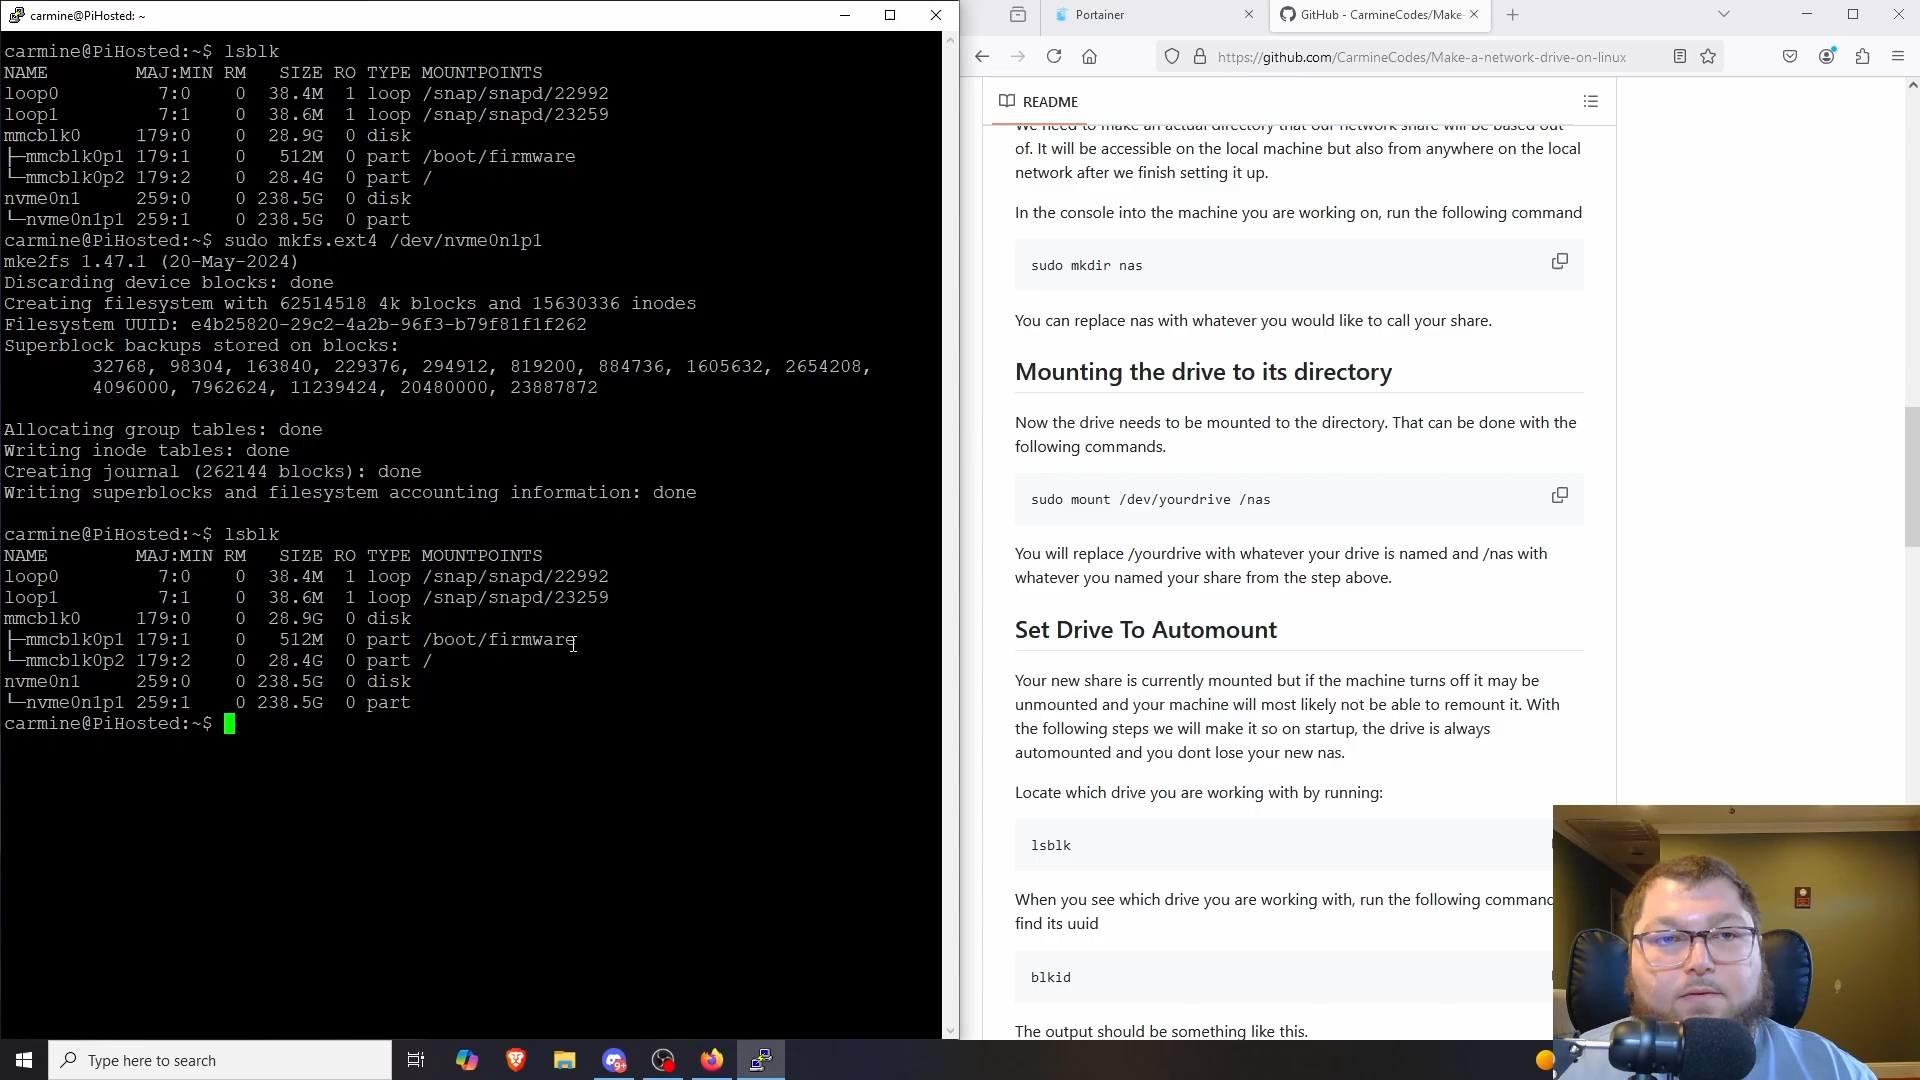 carmine@PiHosted: ~
carmine@PiHosted:~$ lsblk
NAME MAJ:MIN RM SIZE RO TYPE MOUNTPOINTS
loop0 7:0 0 38.4M 1 loop /snap/snapd/22992
loop1 7:1 0 38.6M 1 loop /snap/snapd/23259
mmcblk0 179:0 0 28.9G 0 disk
├─mmcblk0p1 179:1 0 512M 0 part /boot/firmware
└─mmcblk0p2 179:2 0 28.4G 0 part /
nvme0n1 259:0 0 238.5G 0 disk
└─nvme0n1p1 259:1 0 238.5G 0 part
carmine@PiHosted:~$ sudo mkfs.ext4 /dev/nvme0n1p1
mke2fs 1.47.1 (20-May-2024)
Discarding device blocks: done
Creating filesystem with 62514518 4k blocks and 15630336 inodes
Filesystem UUID: e4b25820-29c2-4a2b-96f3-b79f81f1f262
Superblock backups stored on blocks:
32768, 98304, 163840, 229376, 294912, 819200, 884736, 1605632, 2654208,
4096000, 7962624, 11239424, 20480000, 23887872
Allocating group tables: done
Writing inode tables: done
Creating journal (262144 blocks): done
Writing superblocks and filesystem accounting information: done
carmine@PiHosted:~$ lsblk
NAME MAJ:MIN RM SIZE RO TYPE MOUNTPOINTS
loop0 7:0 0 38.4M 1 loop /snap/snapd/22992
loop1 7:1 0 38.6M 1 loop /snap/snapd/23259
mmcblk0 179:0 0 28.9G 0 disk
├─mmcblk0p1 179:1 0 512M 0 part /boot/firmware
└─mmcblk0p2 179:2 0 28.4G 0 part /
nvme0n1 259:0 0 238.5G 0 disk
└─nvme0n1p1 259:1 0 238.5G 0 part
carmine@PiHosted:~$
Portainer
GitHub - CarmineCodes/Make-
https://github.com/CarmineCodes/Make-a-network-drive-on-linux
README
We need to make an actual directory that our network share will be based out
of. It will be accessible on the local machine but also from anywhere on the local
network after we finish setting it up.
In the console into the machine you are working on, run the following command
sudo mkdir nas
You can replace nas with whatever you would like to call your share.
Mounting the drive to its directory
Now the drive needs to be mounted to the directory. That can be done with the
following commands.
sudo mount /dev/yourdrive /nas
You will replace /yourdrive with whatever your drive is named and /nas with
whatever you named your share from the step above.
Set Drive To Automount
Your new share is currently mounted but if the machine turns off it may be
unmounted and your machine will most likely not be able to remount it. With
the following steps we will make it so on startup, the drive is always
automounted and you dont lose your new nas.
Locate which drive you are working with by running:
lsblk
When you see which drive you are working with, run the following command
find its uuid
blkid
The output should be something like this.
Type here to search